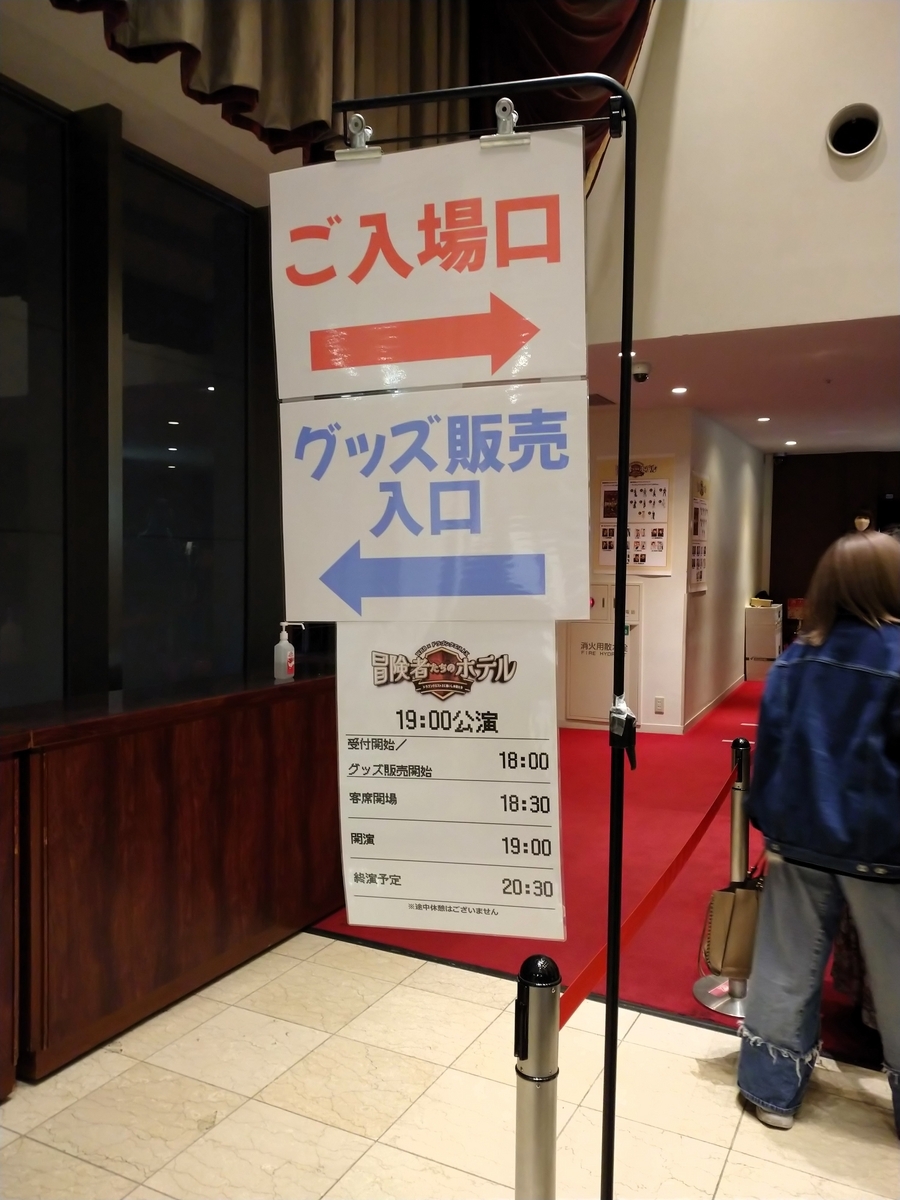 ご入場口
グッズ販売
入口
冒険者たちのホテル
19:00公演
受付開始／
グッズ販売開始 18:00
客席開場 18:30
開演 19:00
終演予定 20:30
※途中休憩はございません
消火用散水栓
FIRE HYDR